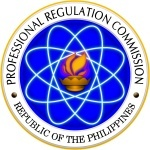 PROFESSIONAL REGULATION COMMISSION
REPUBLIC OF THE PHILIPPINES